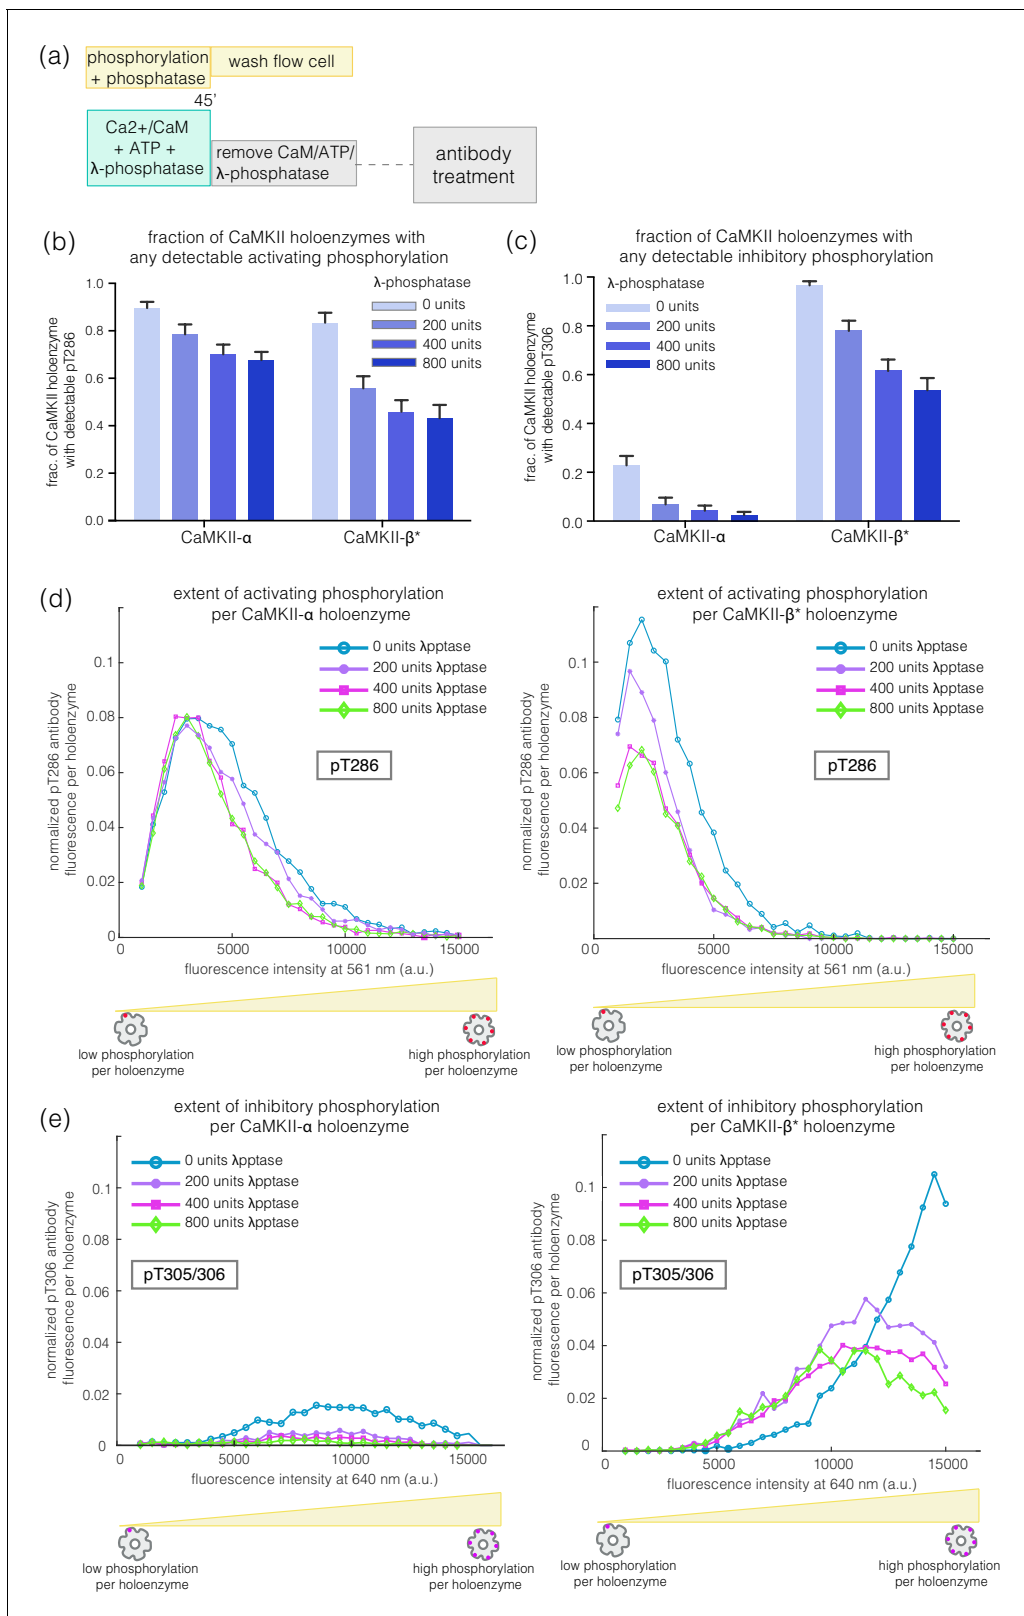 (a)
phosphorylation
+ phosphatase
wash flow cell
45'
Ca2+/CaM
+ ATP +
λ-phosphatase
remove CaM/ATP/
λ-phosphatase
antibody
treatment
(b)
fraction of CaMKII holoenzymes with
any detectable activating phosphorylation
frac. of CaMKII holoenzyme
with detectable pT286
1.0
0.8
0.6
0.4
0.2
0.0
λ-phosphatase
0 units
200 units
400 units
800 units
CaMKII-α
CaMKII-β*
(c)
fraction of CaMKII holoenzymes with
any detectable inhibitory phosphorylation
frac. of CaMKII holoenzyme
with detectable pT306
1.0
0.8
0.6
0.4
0.2
0.0
λ-phosphatase
0 units
200 units
400 units
800 units
CaMKII-α
CaMKII-β*
(d)
extent of activating phosphorylation
per CaMKII-α holoenzyme
normalized pT286 antibody
fluorescence per holoenzyme
0.1
0.08
0.06
0.04
0.02
0 units λpptase
200 units λpptase
400 units λpptase
800 units λpptase
pT286
0
5000
10000
15000
fluorescence intensity at 561 nm (a.u.)
low phosphorylation
per holoenzyme
high phosphorylation
per holoenzyme
extent of activating phosphorylation
per CaMKII-β* holoenzyme
normalized pT286 antibody
fluorescence per holoenzyme
0.1
0.08
0.06
0.04
0.02
0
0 units λpptase
200 units λpptase
400 units λpptase
800 units λpptase
pT286
0
5000
10000
15000
fluorescence intensity at 561 nm (a.u.)
low phosphorylation
per holoenzyme
high phosphorylation
per holoenzyme
(e)
extent of inhibitory phosphorylation
per CaMKII-α holoenzyme
normalized pT306 antibody
fluorescence per holoenzyme
0.1
0.08
0.06
0.04
0.02
0
0 units λpptase
200 units λpptase
400 units λpptase
800 units λpptase
pT305/306
0
5000
10000
15000
fluorescence intensity at 640 nm (a.u.)
low phosphorylation
per holoenzyme
high phosphorylation
per holoenzyme
extent of inhibitory phosphorylation
per CaMKII-β* holoenzyme
normalized pT306 antibody
fluorescence per holoenzyme
0.1
0.08
0.06
0.04
0.02
0
0 units λpptase
200 units λpptase
400 units λpptase
800 units λpptase
pT305/306
0
5000
10000
15000
fluorescence intensity at 640 nm (a.u.)
low phosphorylation
per holoenzyme
high phosphorylation
per holoenzyme